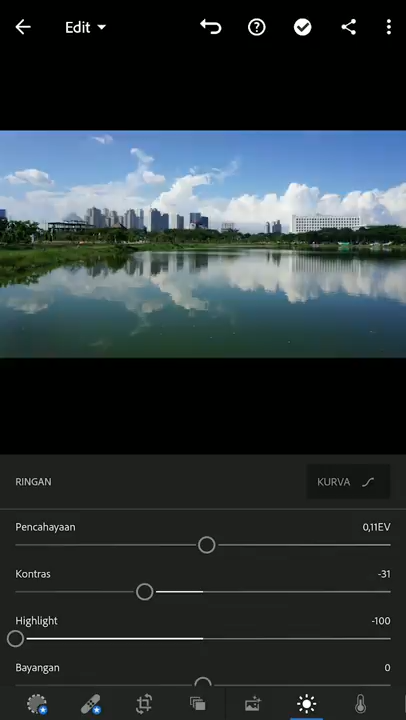 Edit
RINGAN
KURVA
Pencahayaan 0,11EV
Kontras -31
Highlight -100
Bayangan 0